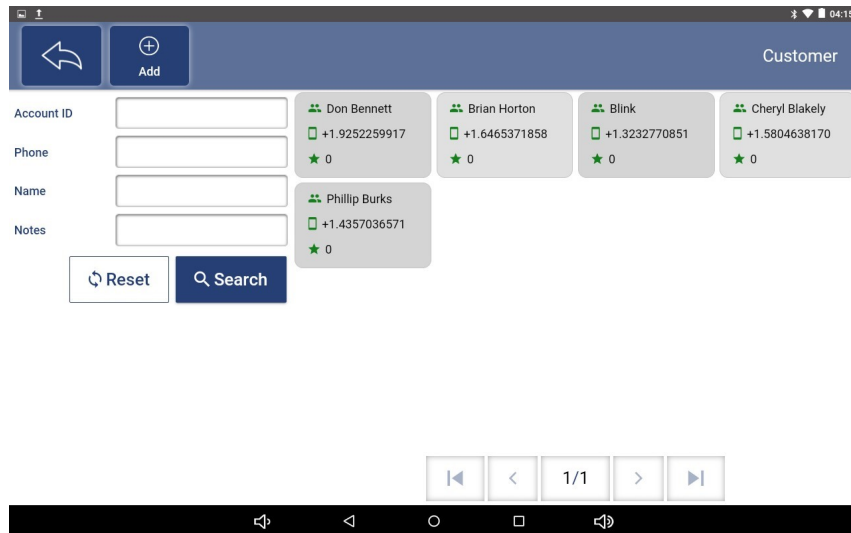 04:15
Add
Customer
Account ID
Phone
Name
Notes
Reset
Search
Don Bennett
+1.9252259917
0
Brian Horton
+1.6465371858
0
Blink
+1.3232770851
0
Cheryl Blakely
+1.5804638170
0
Phillip Burks
+1.4357036571
0
1/1